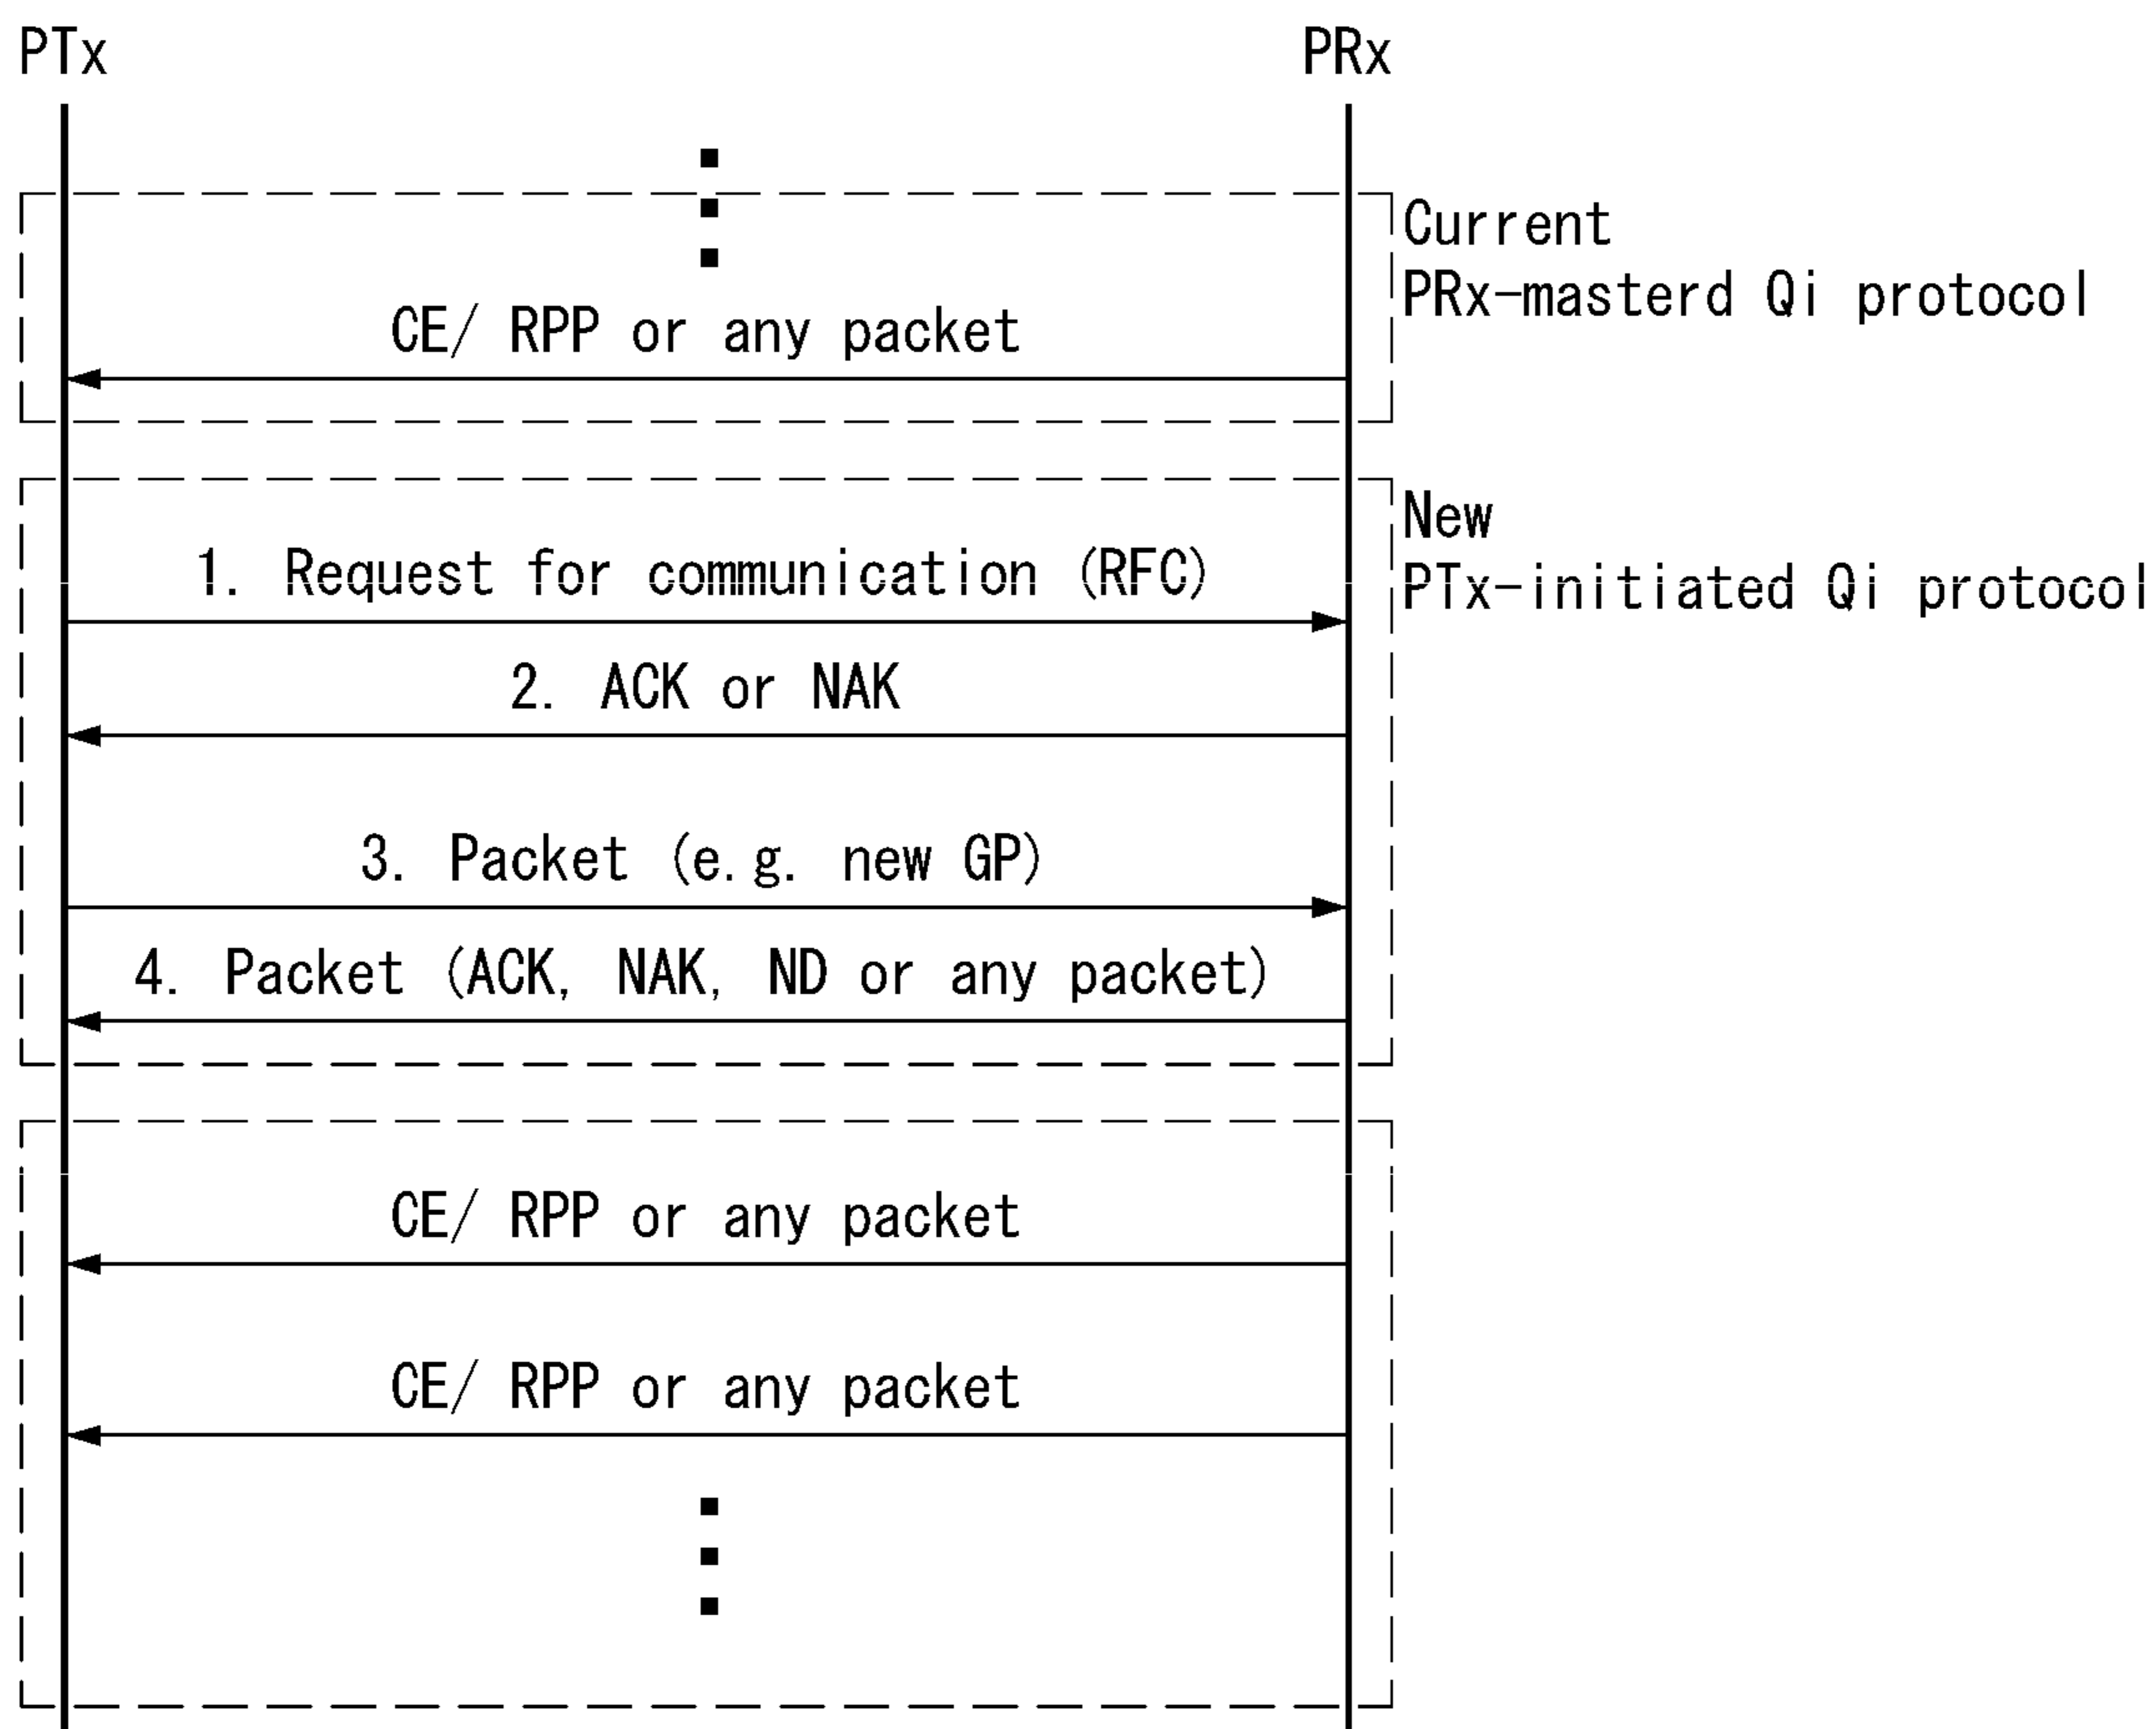 PTx
PRx
Current
PRx-masterd Qi protocol
CE/ RPP or any packet
New
PTx-initiated Qi protocol
1. Request for communication (RFC)
2. ACK or NAK
3. Packet (e.g. new GP)
4. Packet (ACK, NAK, ND or any packet)
CE/ RPP or any packet
CE/ RPP or any packet